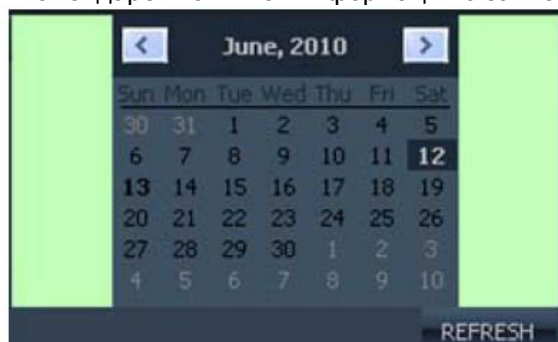 June, 2010
Sun Mon Tue Wed Thu Fri Sat
30 31 1 2 3 4 5
6 7 8 9 10 11 12
13 14 15 16 17 18 19
20 21 22 23 24 25 26
27 28 29 30 1 2 3
4 5 6 7 8 9 10
REFRESH